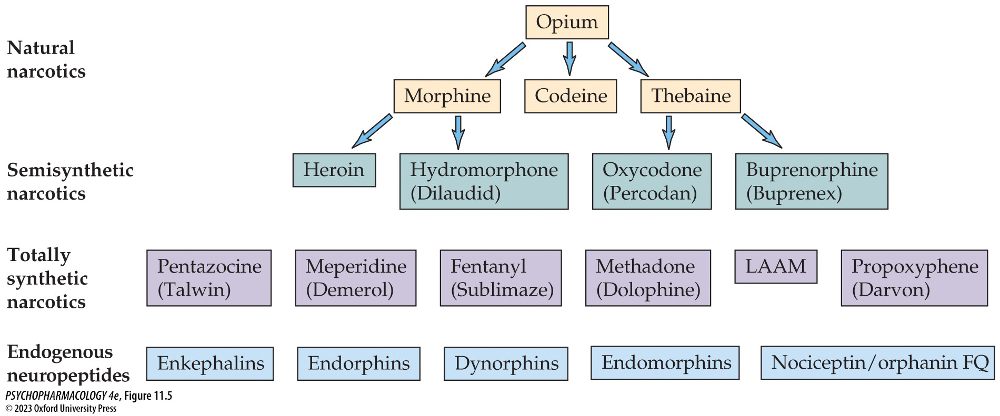 Opium
Natural
narcotics
Morphine
Codeine
Thebaine
Semisynthetic
narcotics
Heroin
Hydromorphone
(Dilaudid)
Oxycodone
(Percodan)
Buprenorphine
(Buprenex)
Totally
synthetic
narcotics
Pentazocine
(Talwin)
Meperidine
(Demerol)
Fentanyl
(Sublimaze)
Methadone
(Dolophine)
LAAM
Propoxyphene
(Darvon)
Endogenous
neuropeptides
Enkephalins
Endorphins
Dynorphins
Endomorphins
Nociceptin/orphanin FQ
PSYCHOPHARMACOLOGY 4e, Figure 11.5
© 2023 Oxford University Press